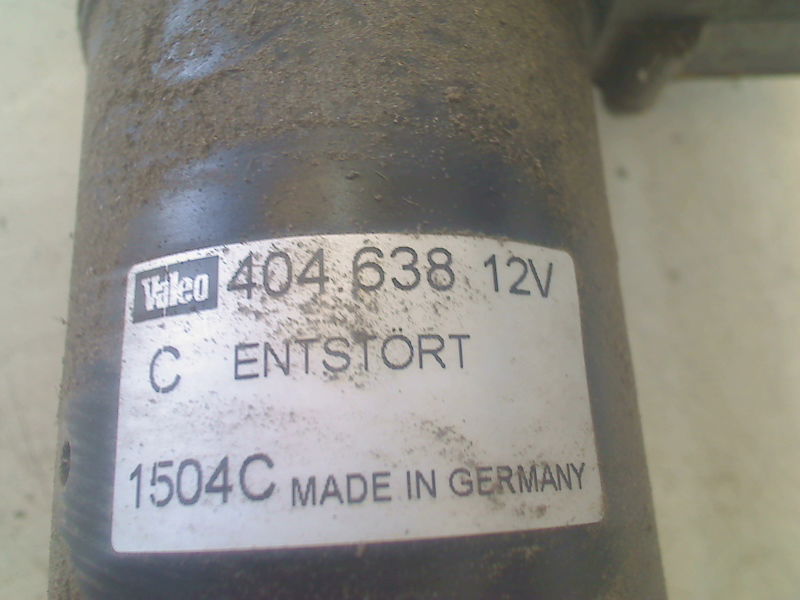 Valeo 404.638 12V
C ENTSTÖRT
1504C MADE IN GERMANY